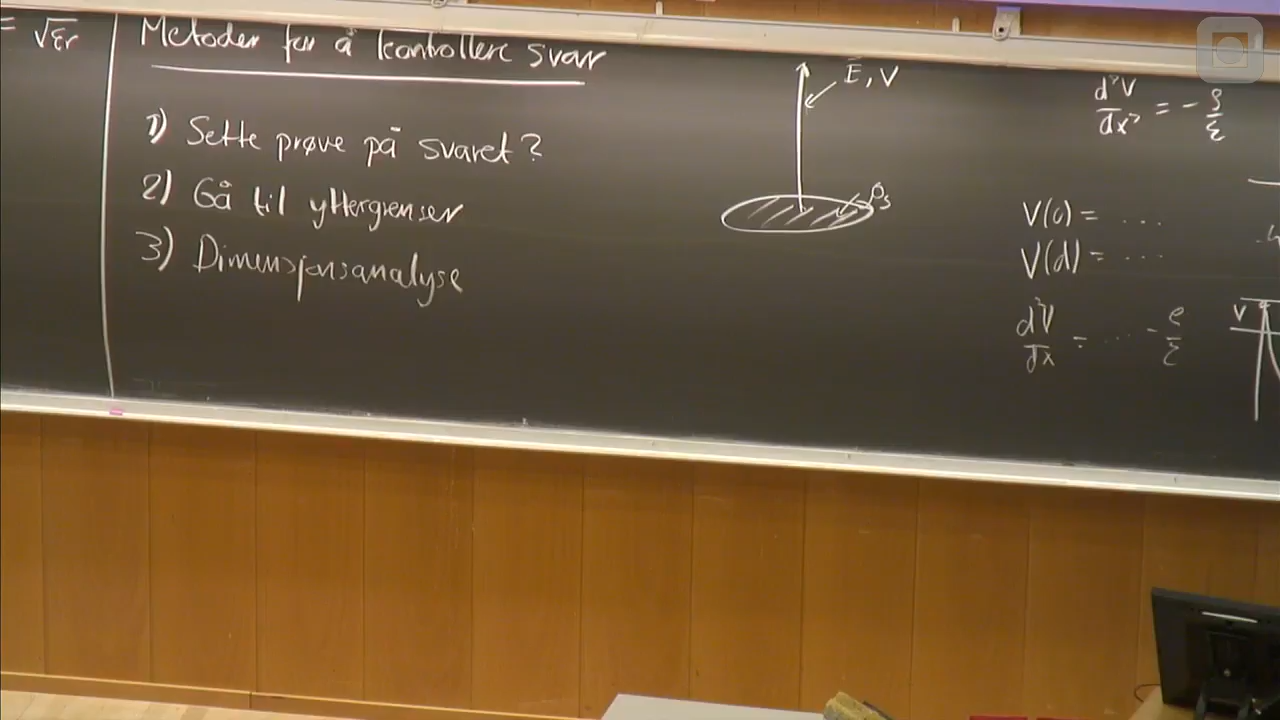 = √εr
Metoder for å kontrollere svar
1) Sette prøve på svaret?
2) Gå til yttergrenser
3) Dimensjonsanalyse
E̅, V
ρs
d²V/dx² = - ρ/ε
V(0) = ....
V(d) = ....
d²V/dx = .... - ρ/ε
V